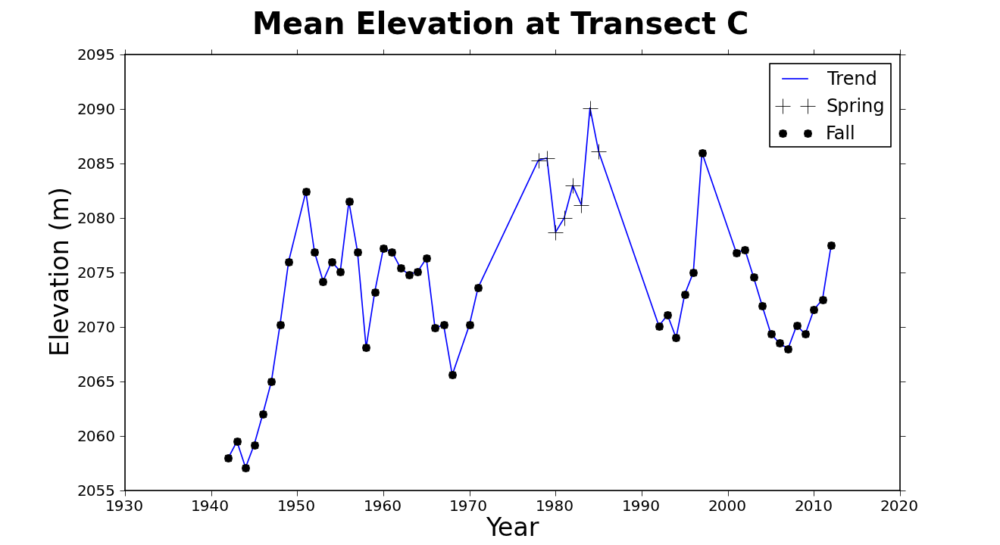 Mean Elevation at Transect C
2095
2090
2085
2080
2075
2070
2065
2060
2055
Elevation (m)
Trend
Spring
Fall
1930 1940 1950 1960 1970 1980 1990 2000 2010 2020
Year